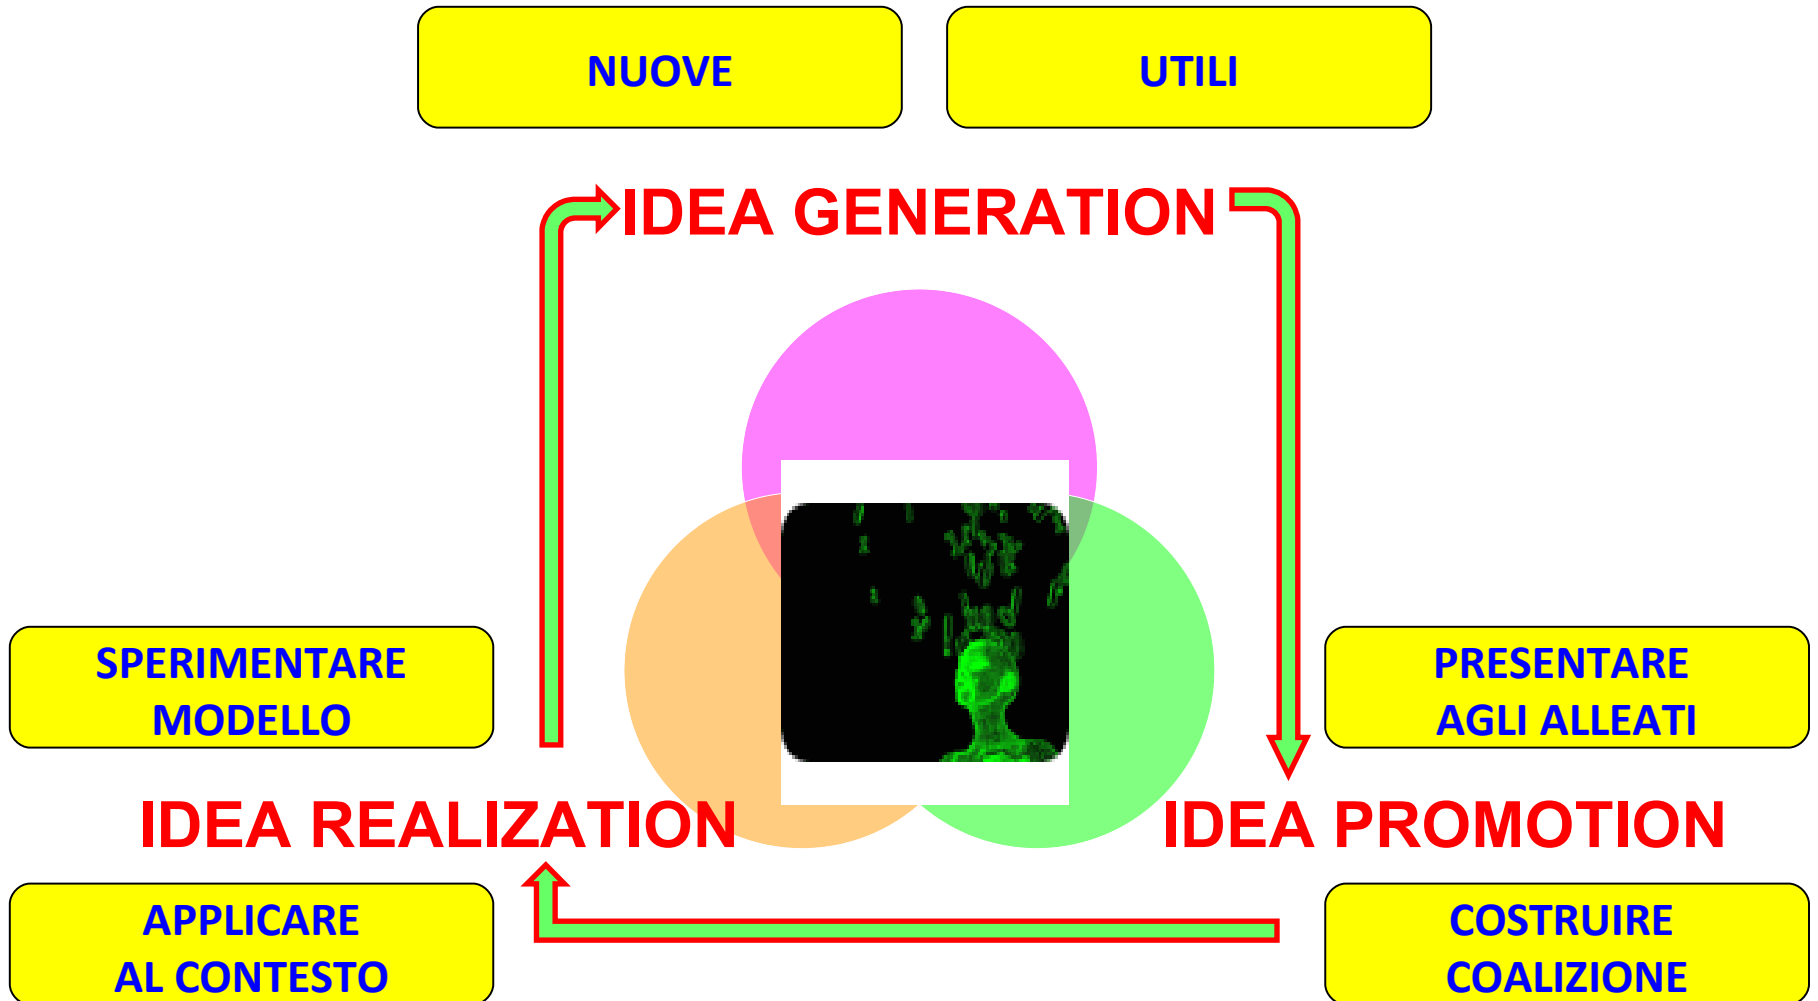 NUOVE
UTILI
IDEA GENERATION
SPERIMENTARE
MODELLO
PRESENTARE
AGLI ALLEATI
IDEA REALIZATION
IDEA PROMOTION
APPLICARE
AL CONTESTO
COSTRUIRE
COALIZIONE